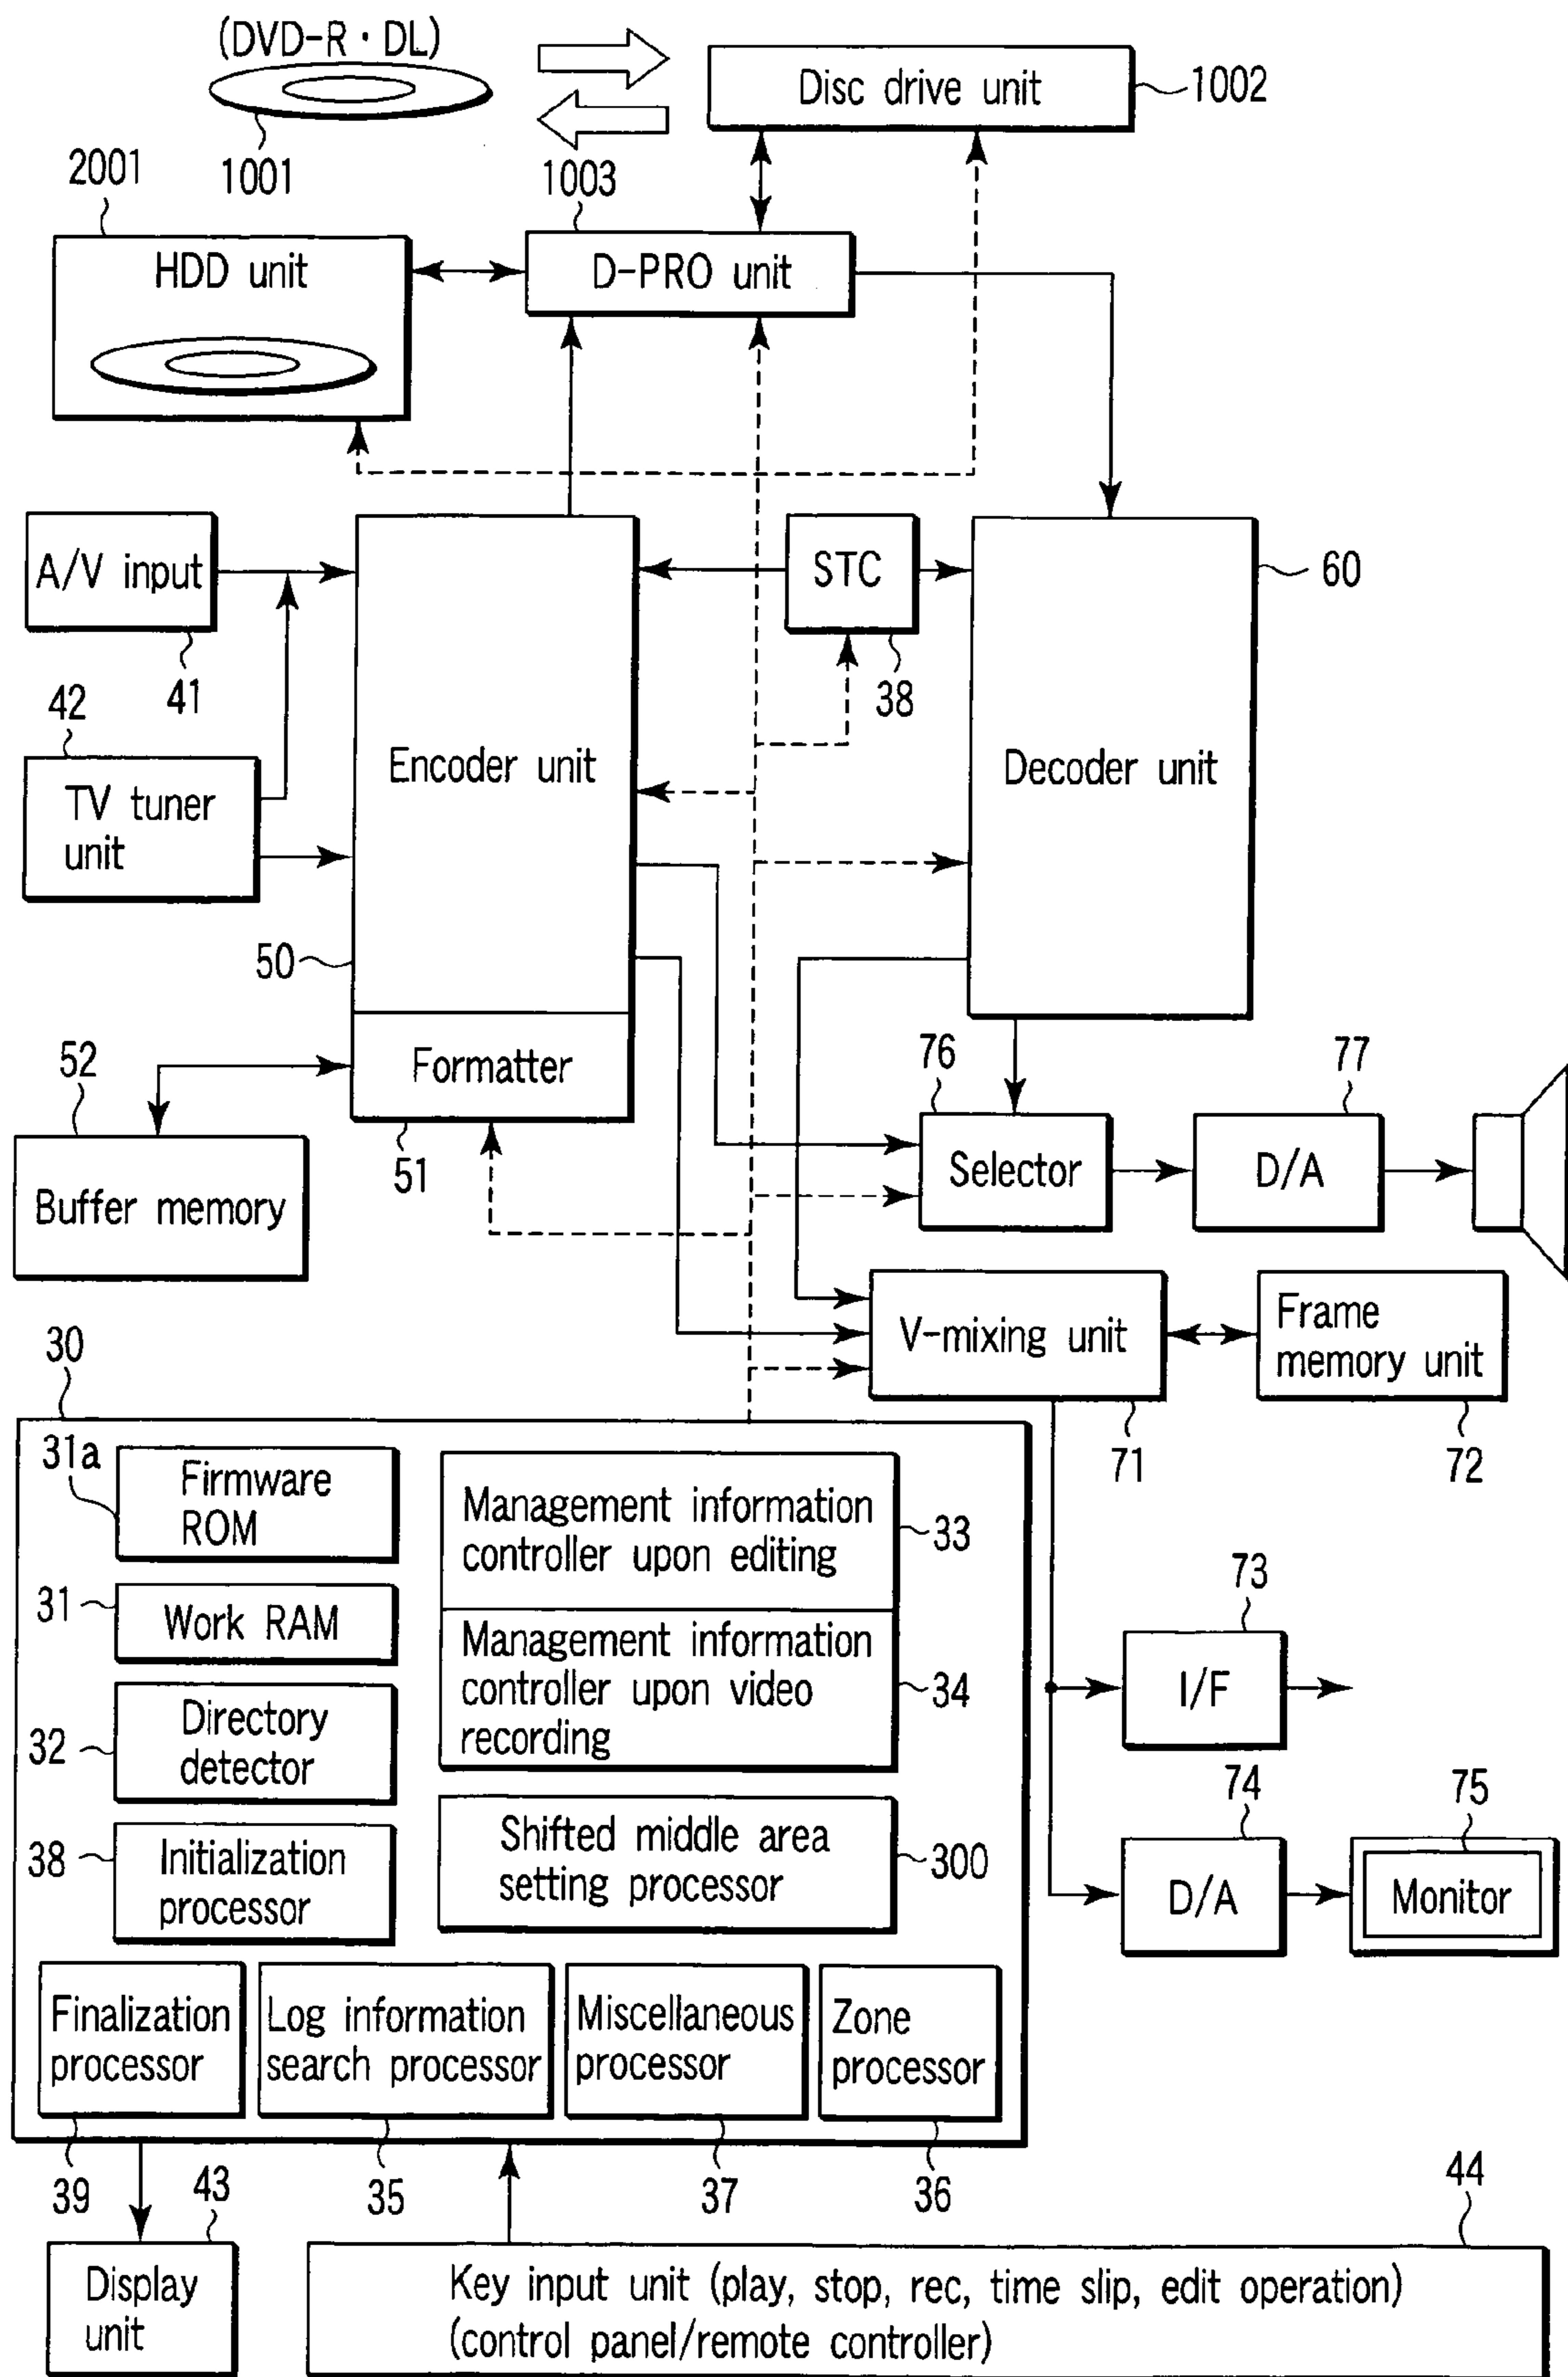 (DVD-R・DL)
1001
Disc drive unit
1002
2001
HDD unit
1003
D-PRO unit
A/V input
41
42
TV tuner
unit
Encoder unit
50
Formatter
51
52
Buffer memory
STC
38
Decoder unit
60
76
Selector
77
D/A
V-mixing unit
71
Frame
memory unit
72
73
I/F
74
D/A
75
Monitor
30
31a
Firmware
ROM
31
Work RAM
32
Directory
detector
38
Initialization
processor
Management information
controller upon editing
33
Management information
controller upon video
recording
34
Shifted middle area
setting processor
300
Finalization
processor
39
Log information
search processor
35
Miscellaneous
processor
37
Zone
processor
36
43
Display
unit
44
Key input unit (play, stop, rec, time slip, edit operation)
(control panel/remote controller)